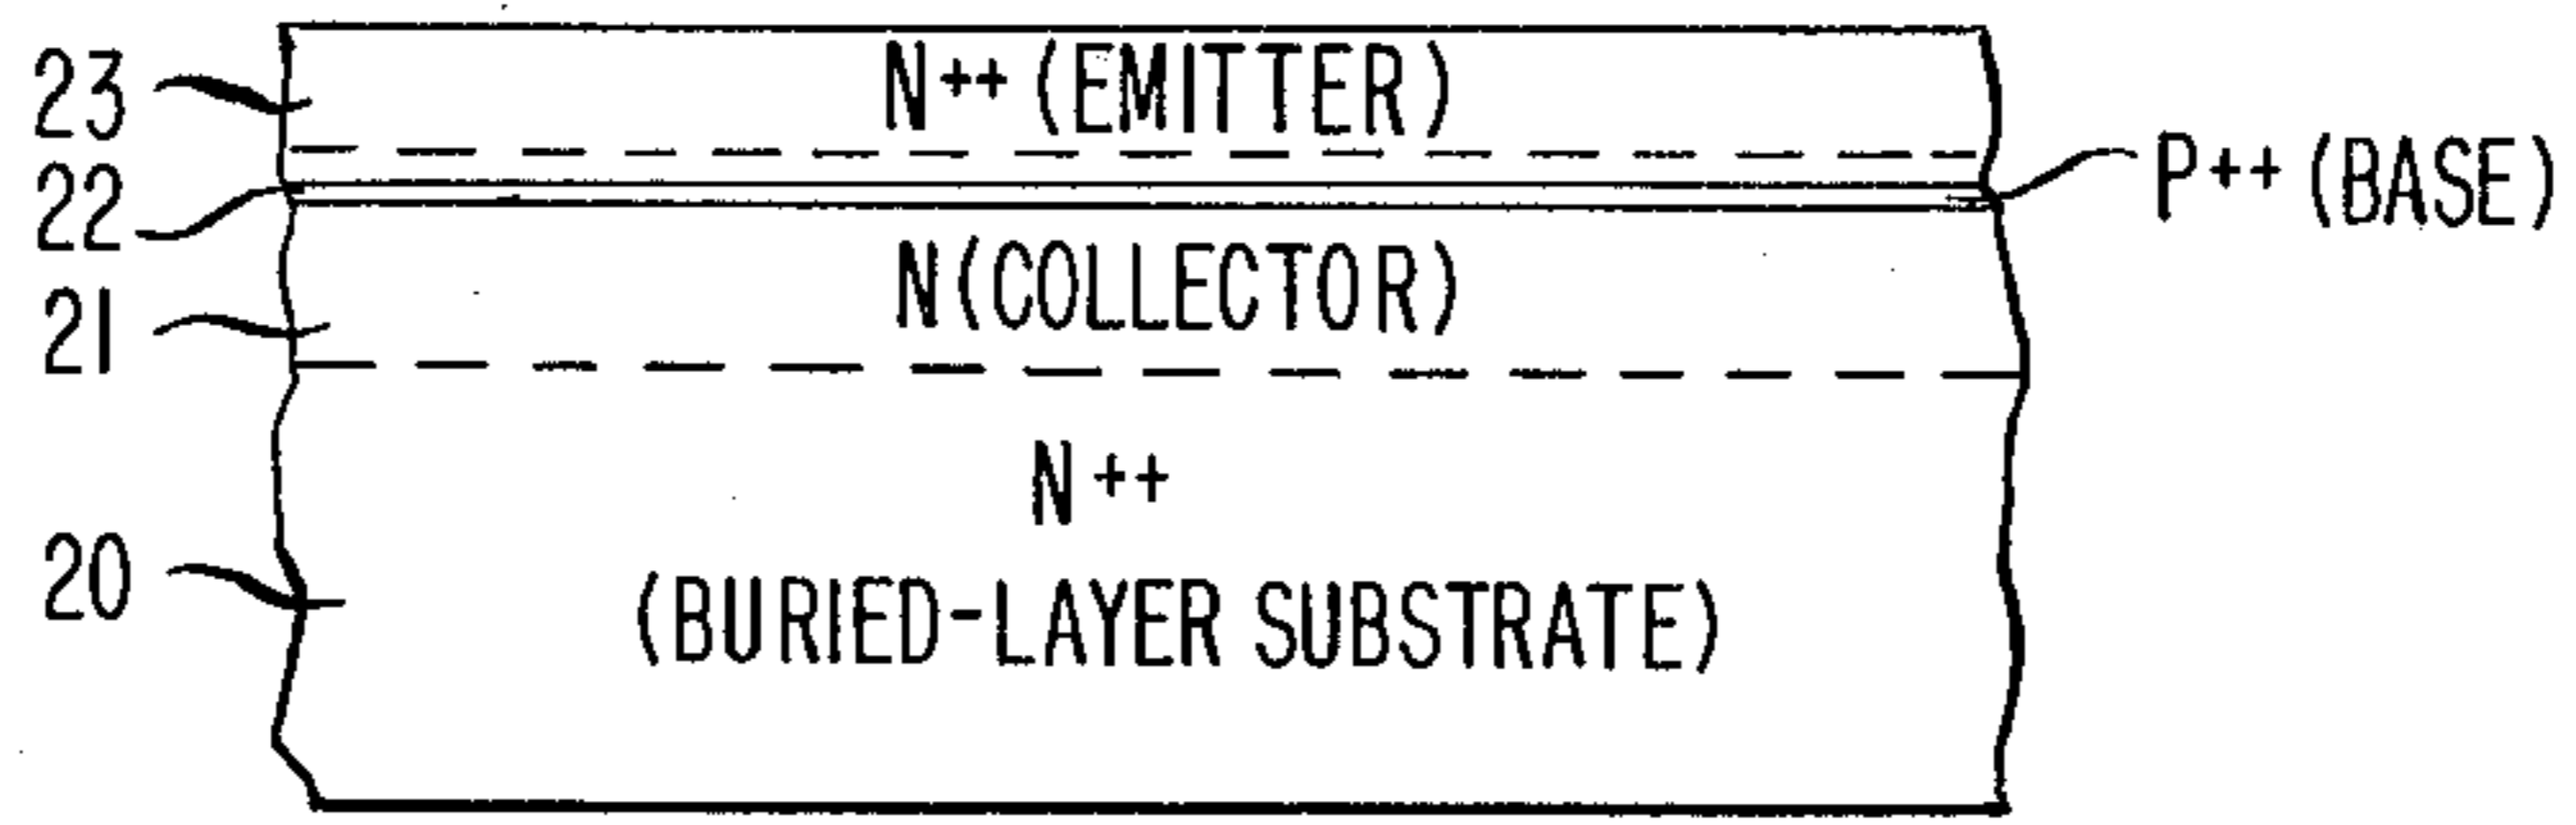 23
N++ (EMITTER)
22
P++ (BASE)
21
N(COLLECTOR)
20
N++
(BURIED-LAYER SUBSTRATE)